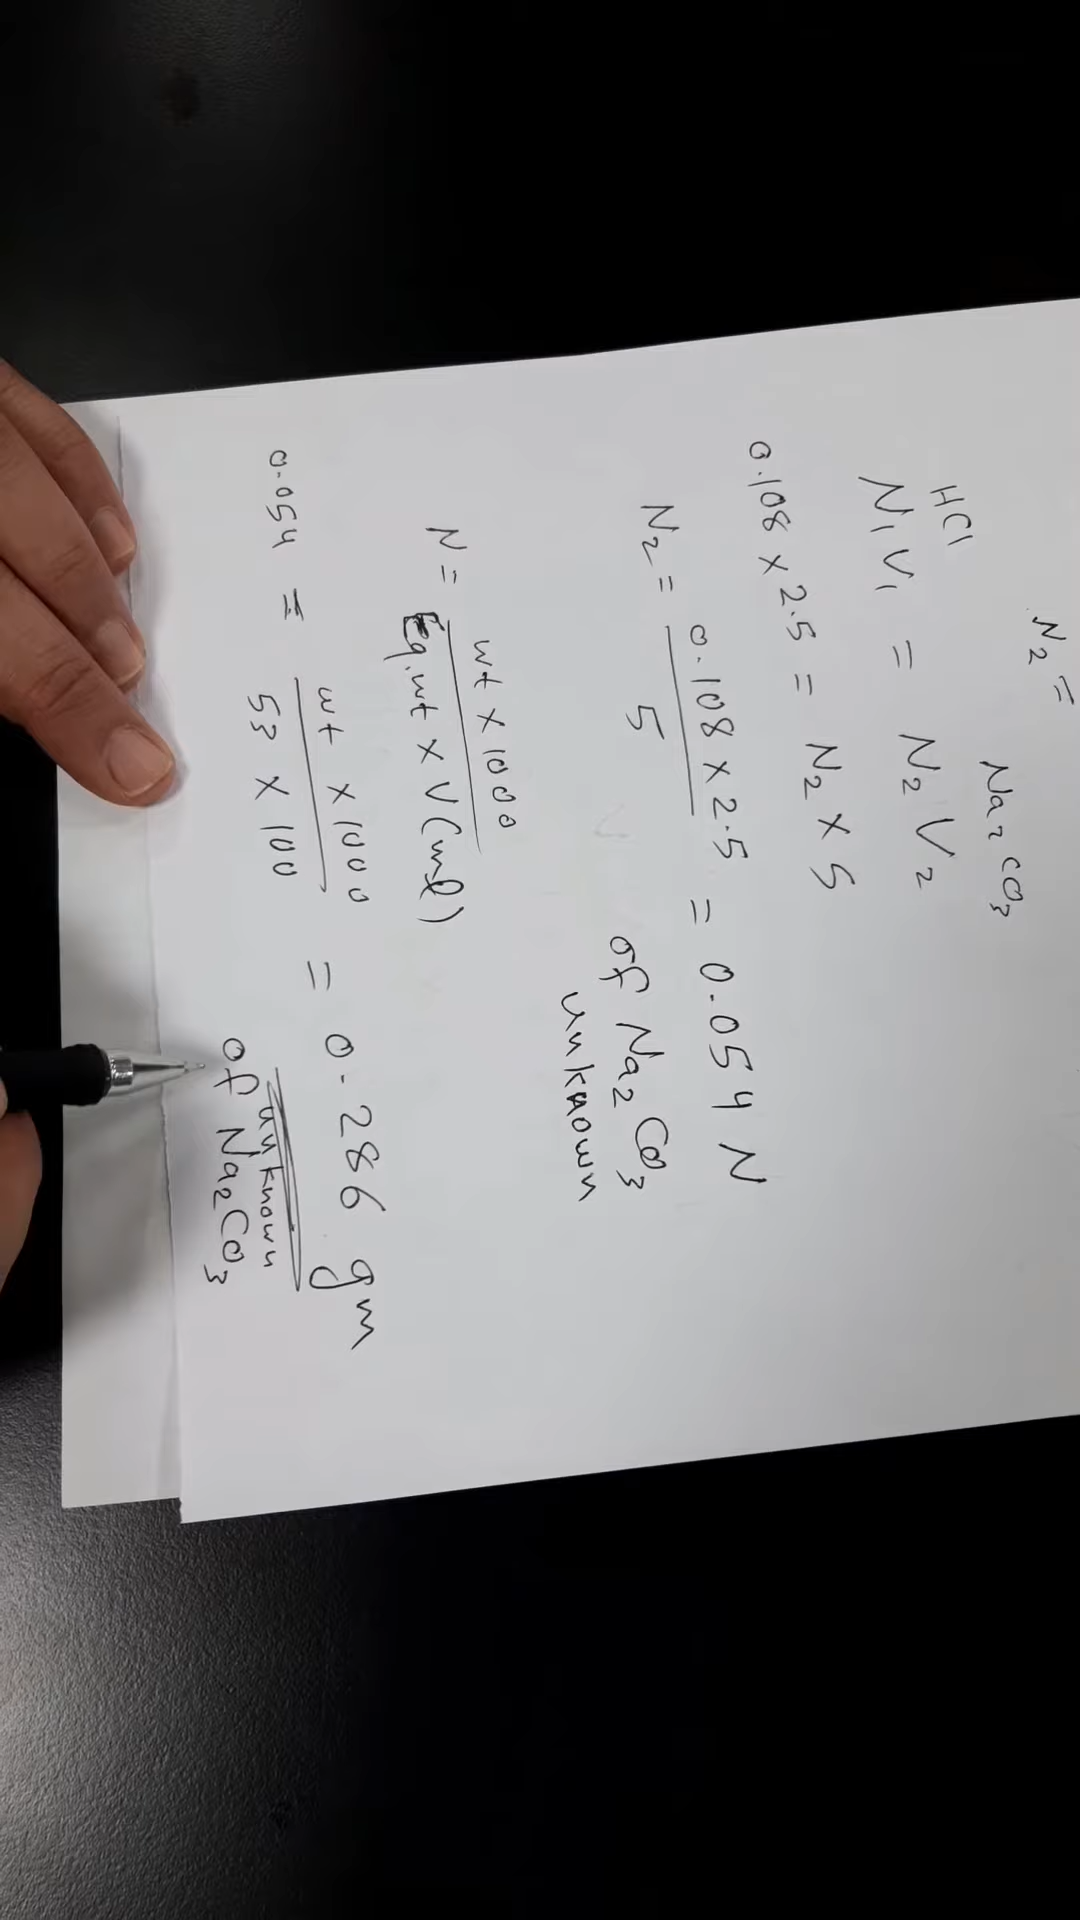 N₂ =
HCl Na₂CO₃
N₁V₁ = N₂V₂
0.108 × 2.5 = N₂ × 5
N₂ = 0.108 × 2.5 / 5 = 0.054 N
of Na₂CO₃
unknown
N = wt × 1000 / Eq.wt × V(ml)
0.054 = wt × 1000 / 53 × 100 = 0.286 gm
unknown
of Na₂CO₃